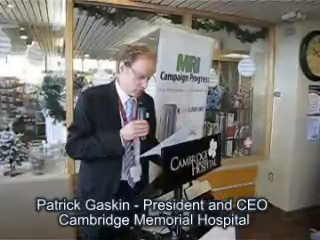 MRI
Campaign Progress
CAMBRIDGE
HOSPITAL
Patrick Gaskin - President and CEO
Cambridge Memorial Hospital